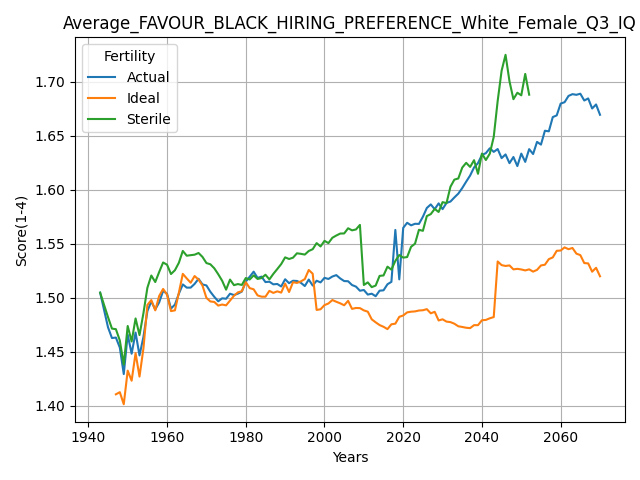 Average_FAVOUR_BLACK_HIRING_PREFERENCE_White_Female_Q3_IQ
Fertility
Actual
Ideal
Sterile
Score(1-4)
1.70
1.65
1.60
1.55
1.50
1.45
1.40
1940 1960 1980 2000 2020 2040 2060
Years